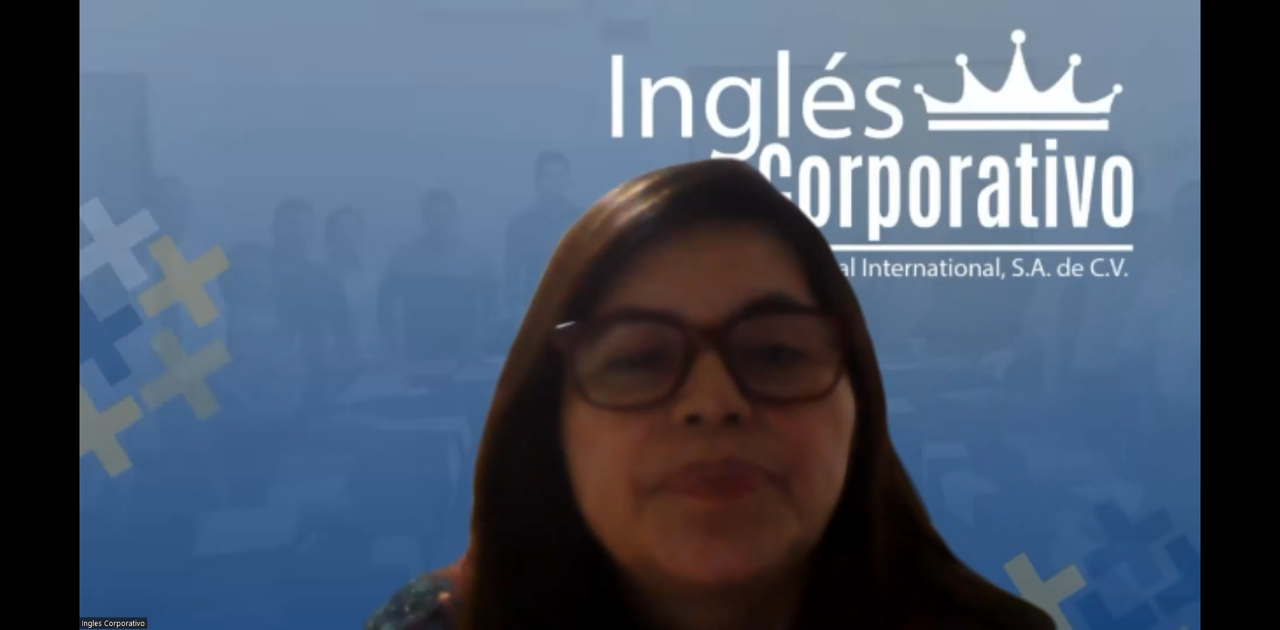 Inglés
Corporativo
al International, S.A. de C.V.
Ingles Corporativo